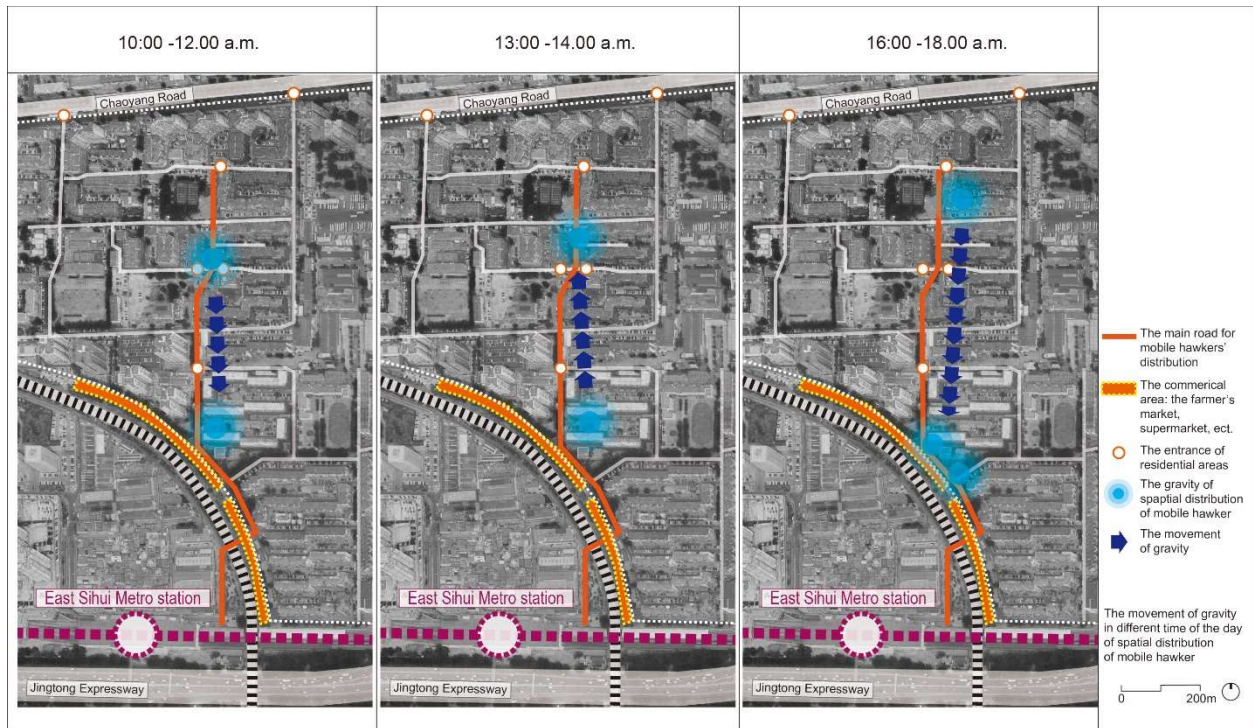 10:00 -12.00 a.m.
13:00 -14.00 a.m.
16:00 -18.00 a.m.
Chaoyang Road
Chaoyang Road
Chaoyang Road
East Sihui Metro station
East Sihui Metro station
East Sihui Metro station
Jingtong Expressway
Jingtong Expressway
Jingtong Expressway
The main road for
mobile hawkers'
distribution
The commerical
area: the farmer's
market,
supermarket, ect.
The entrance of
residential areas
The gravity of
spaptial distribution
of mobile hawker
The movement
of gravity
The movement of gravity
in different time of the day
of spatial distribution
of mobile hawker
0 200m